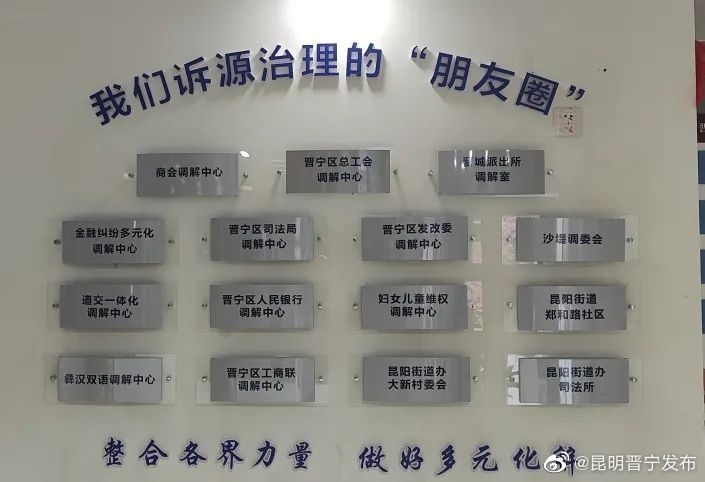 我们诉源治理的“朋友圈”
商会调解中心
晋宁区总工会
调解中心
晋城派出所
调解室
金融纠纷多元化
调解中心
晋宁区司法局
调解中心
晋宁区发改委
调解中心
沙堤调委会
道交一体化
调解中心
晋宁区人民银行
调解中心
妇女儿童维权
调解中心
昆阳街道
郑和路社区
彝汉双语调解中心
晋宁区工商联
调解中心
昆阳街道办
大新村委会
昆阳街道办
司法所
整合各界力量 做好多元化解
@昆明晋宁发布